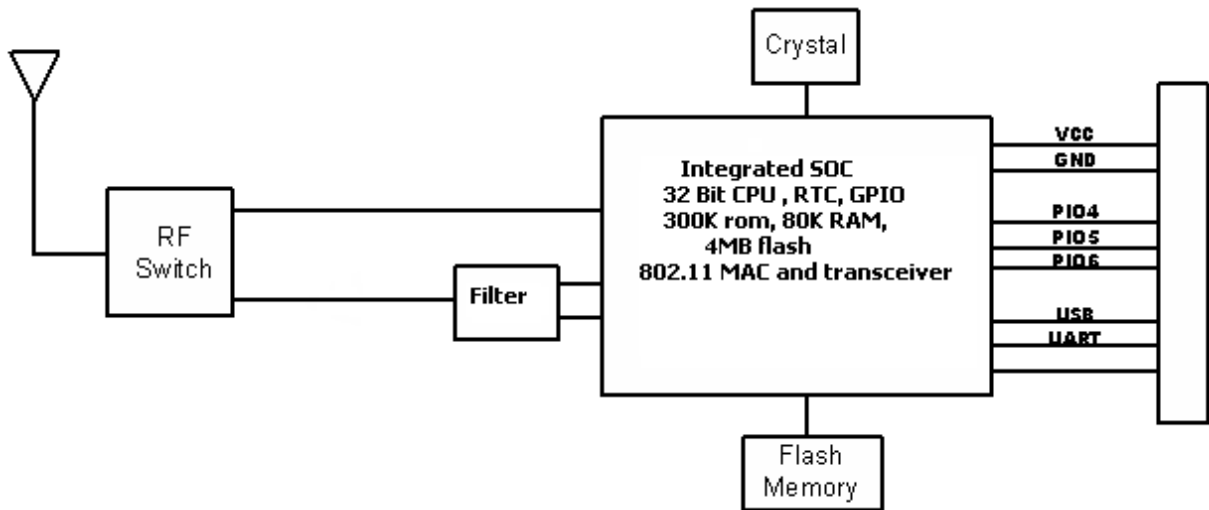 Crystal
Integrated SOC
32 Bit CPU , RTC, GPIO
300K rom, 80K RAM,
4MB flash
802.11 MAC and transceiver
RF
Switch
Filter
VCC
GND
PIO4
PIO5
PIO6
USB
UART
Flash
Memory